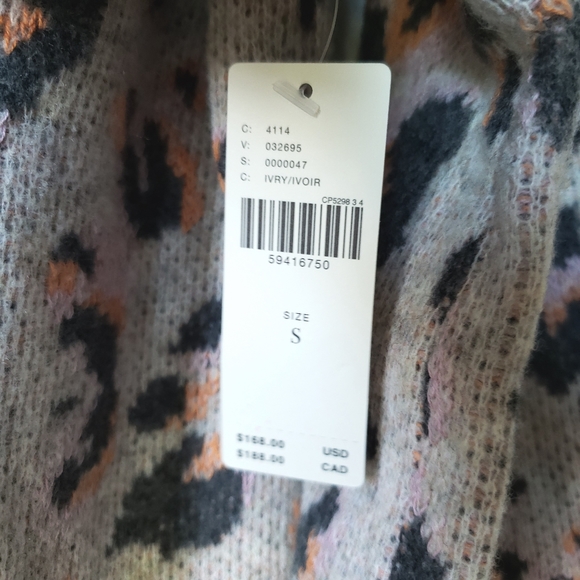 C: 4114
V: 032695
S: 0000047
C: IVRY/IVOIR
CP5298 3 4
59416750
SIZE
S
$168.00 USD
$188.00 CAD